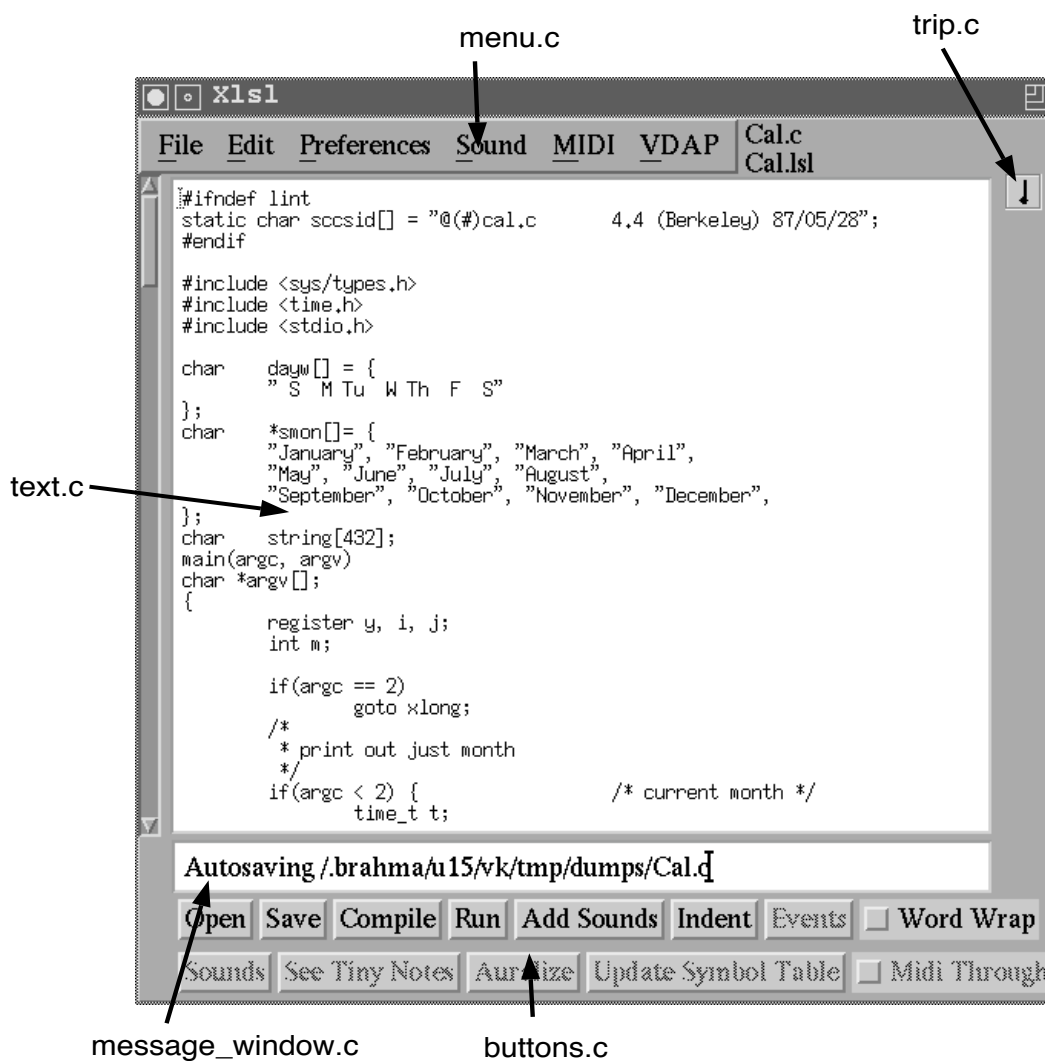 menu.c
trip.c
Xlsl
File Edit Preferences Sound MIDI VDAP
Cal.c
Cal.lsl
#ifndef lint
static char sccsid[] = "@(#)cal.c 4.4 (Berkeley) 87/05/28";
#endif
#include <sys/types.h>
#include <time.h>
#include <stdio.h>
char dayw[] = {
" S M Tu W Th F S"
};
char *smon[]= {
"January", "February", "March", "April",
"May", "June", "July", "August",
"September", "October", "November", "December",
};
char string[432];
main(argc, argv)
char *argv[];
{
register y, i, j;
int m;
if(argc == 2)
goto xlong;
/*
* print out just month
*/
if(argc < 2) { /* current month */
time_t t;
text.c
Autosaving /.brahma/u15/vk/tmp/dumps/Cal.c
Open Save Compile Run Add Sounds Indent Events Word Wrap
Sounds See Tiny Notes Auralize Update Symbol Table Midi Through
message_window.c
buttons.c